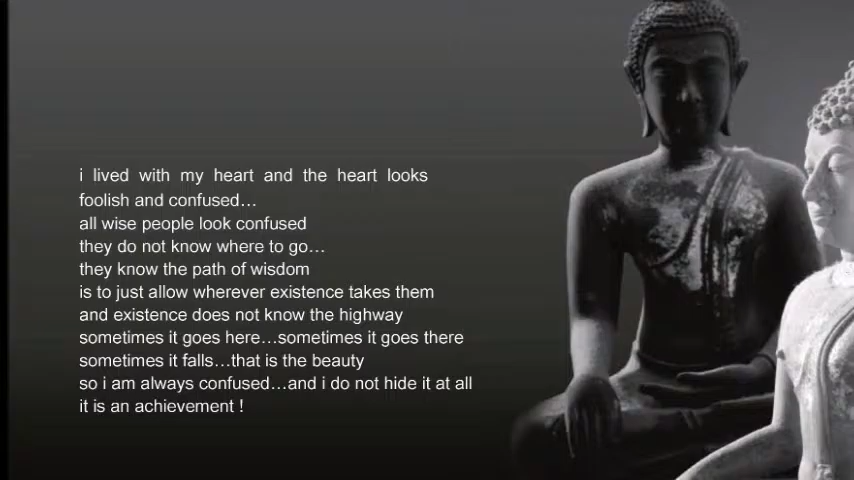 i lived with my heart and the heart looks
foolish and confused…
all wise people look confused
they do not know where to go…
they know the path of wisdom
is to just allow wherever existence takes them
and existence does not know the highway
sometimes it goes here…sometimes it goes there
sometimes it falls…that is the beauty
so i am always confused…and i do not hide it at all
it is an achievement !